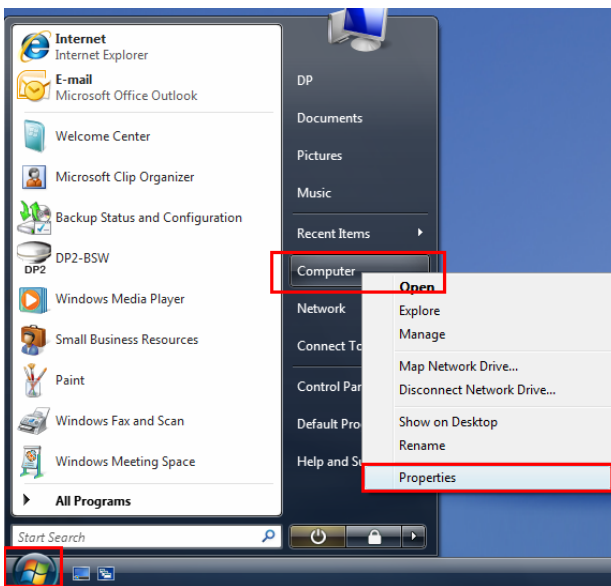 Internet
Internet Explorer
E-mail
Microsoft Office Outlook
Welcome Center
Microsoft Clip Organizer
Backup Status and Configuration
DP2
DP2-BSW
Windows Media Player
Small Business Resources
Paint
Windows Fax and Scan
Windows Meeting Space
All Programs
Start Search
DP
Documents
Pictures
Music
Recent Items
Computer
Network
Connect To
Control Par
Default Pro
Help and Su
Open
Explore
Manage
Map Network Drive...
Disconnect Network Drive...
Show on Desktop
Rename
Properties